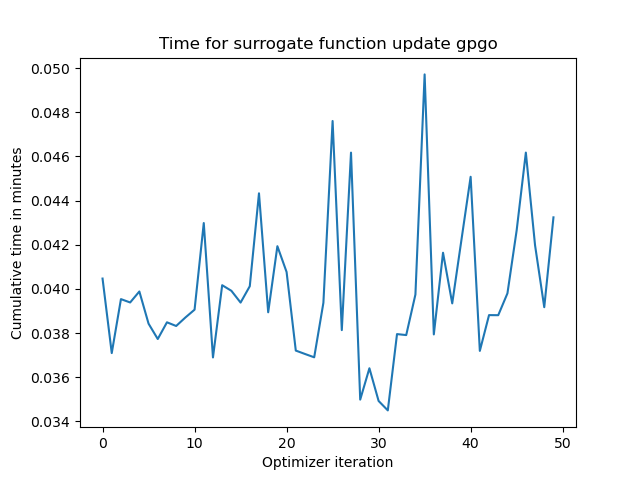 Time for surrogate function update gpgo
Cumulative time in minutes
0.050
0.048
0.046
0.044
0.042
0.040
0.038
0.036
0.034
0 10 20 30 40 50
Optimizer iteration